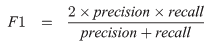 F1 = 2 × precision × recall
precision + recall